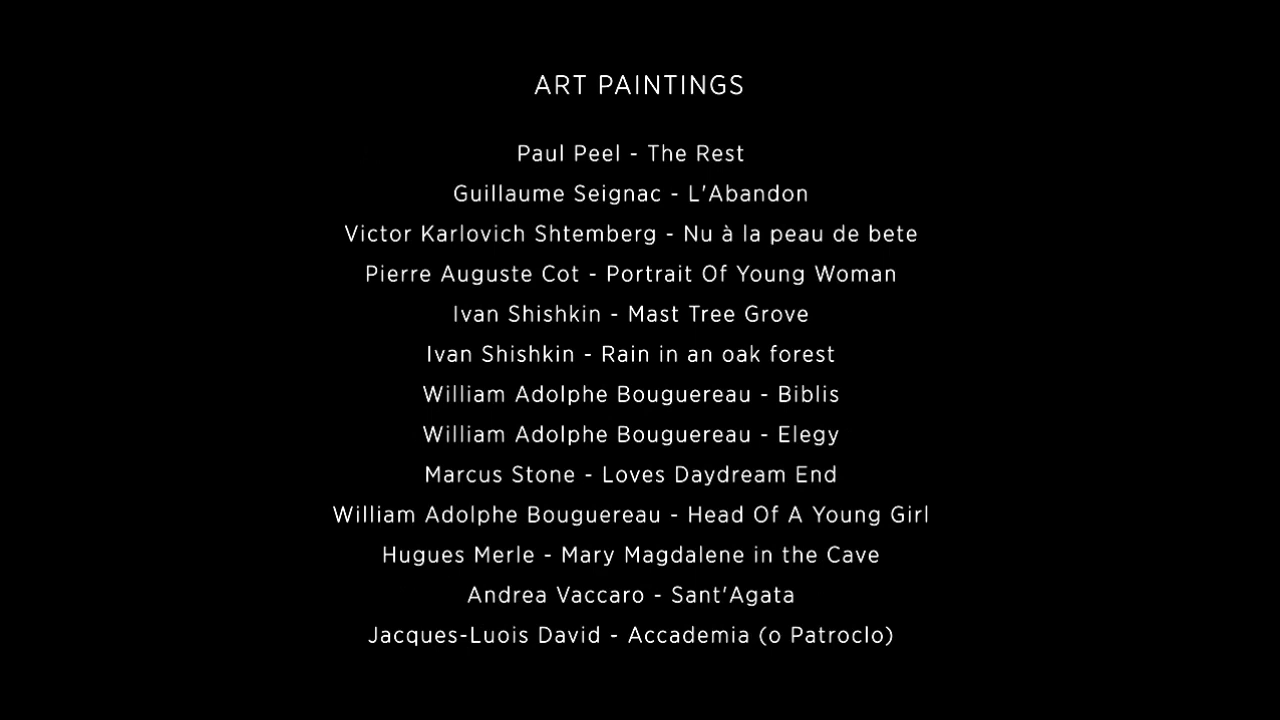 ART PAINTINGS
Paul Peel - The Rest
Guillaume Seignac - L'Abandon
Victor Karlovich Shtemberg - Nu à la peau de bete
Pierre Auguste Cot - Portrait Of Young Woman
Ivan Shishkin - Mast Tree Grove
Ivan Shishkin - Rain in an oak forest
William Adolphe Bouguereau - Biblis
William Adolphe Bouguereau - Elegy
Marcus Stone - Loves Daydream End
William Adolphe Bouguereau - Head Of A Young Girl
Hugues Merle - Mary Magdalene in the Cave
Andrea Vaccaro - Sant'Agata
Jacques-Luois David - Accademia (o Patroclo)